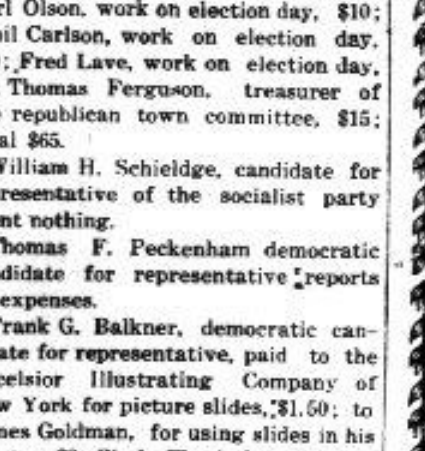 rl Olson, work on election day, $10;
il Carlson, work on election day,
; Fred Lave, work on election day,
Thomas Ferguson, treasurer of
republican town committee, $15;
al $65.
William H. Schieldge, candidate for
resentative of the socialist party
nt nothing.
homas F. Peckenham democratic
didate for representative reports
expenses.
rank G. Balkner, democratic can-
ate for representative, paid to the
celsior Illustrating Company of
w York for picture slides, $1.50; to
nes Goldman, for using slides in his